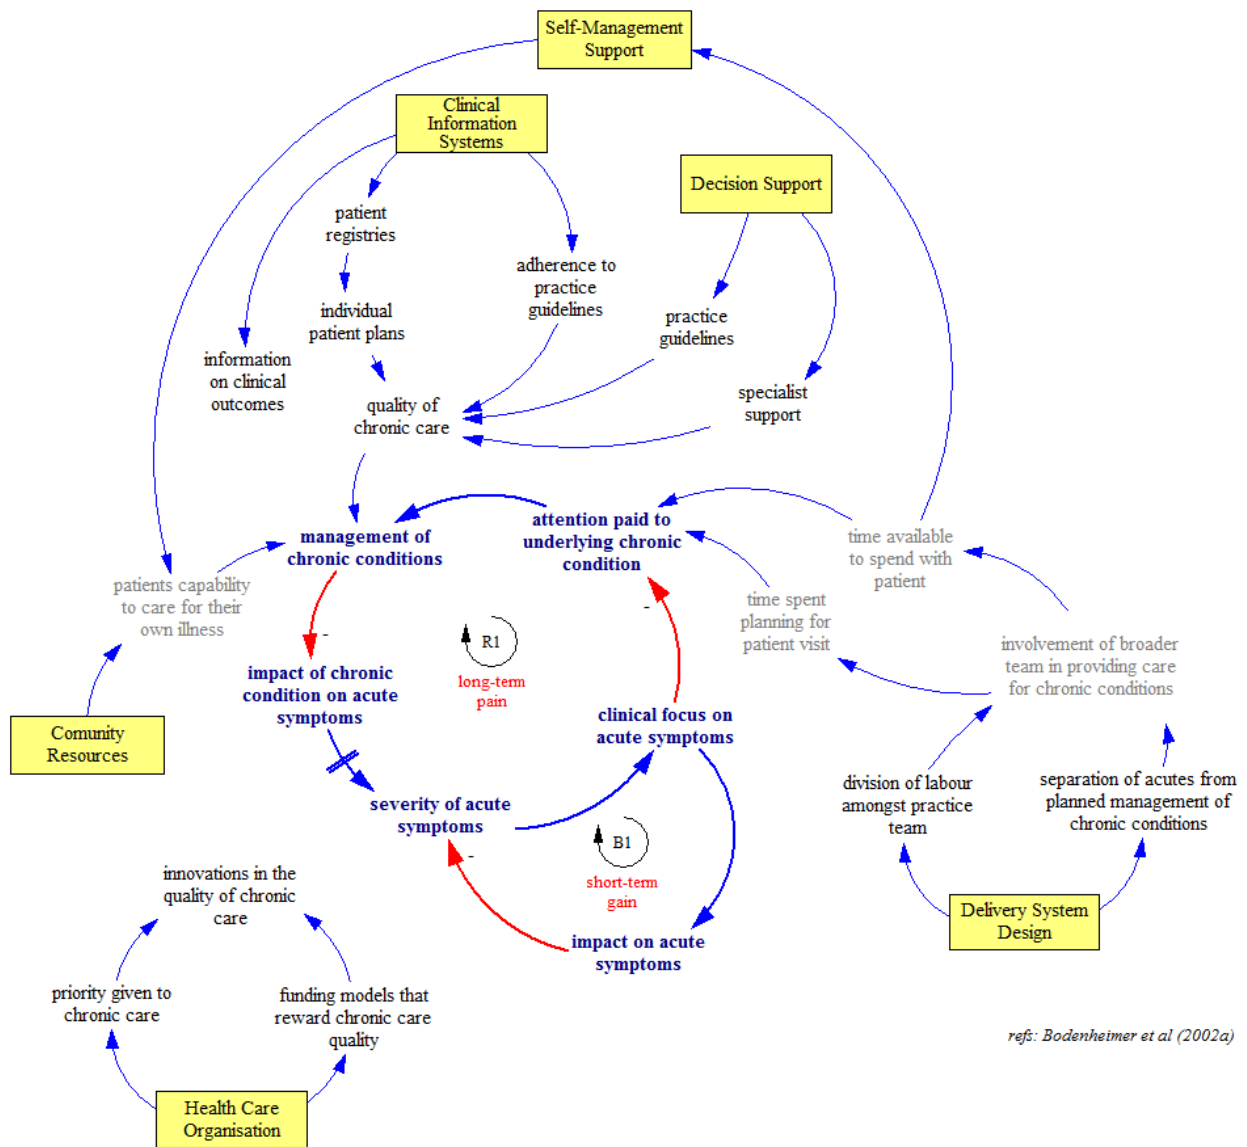 Self-Management
Support
Clinical
Information
Systems
Decision Support
patient
registries
adherence to
practice
guidelines
individual
patient plans
practice
guidelines
information
on clinical
outcomes
specialist
support
quality of
chronic care
attention paid to
underlying chronic
condition
management of
chronic conditions
time available
to spend with
patient
patients capability
to care for their
own illness
time spent
planning for
patient visit
-
-
R1
long-term
pain
involvement of broader
team in providing care
for chronic conditions
impact of chronic
condition on acute
symptoms
clinical focus on
acute symptoms
Comunity
Resources
division of labour
amongst practice
team
separation of acutes from
planned management of
chronic conditions
severity of acute
symptoms
-
B1
short-term
gain
innovations in the
quality of chronic
care
Delivery System
Design
impact on acute
symptoms
priority given to
chronic care
funding models that
reward chronic care
quality
refs: Bodenheimer et al (2002a)
Health Care
Organisation